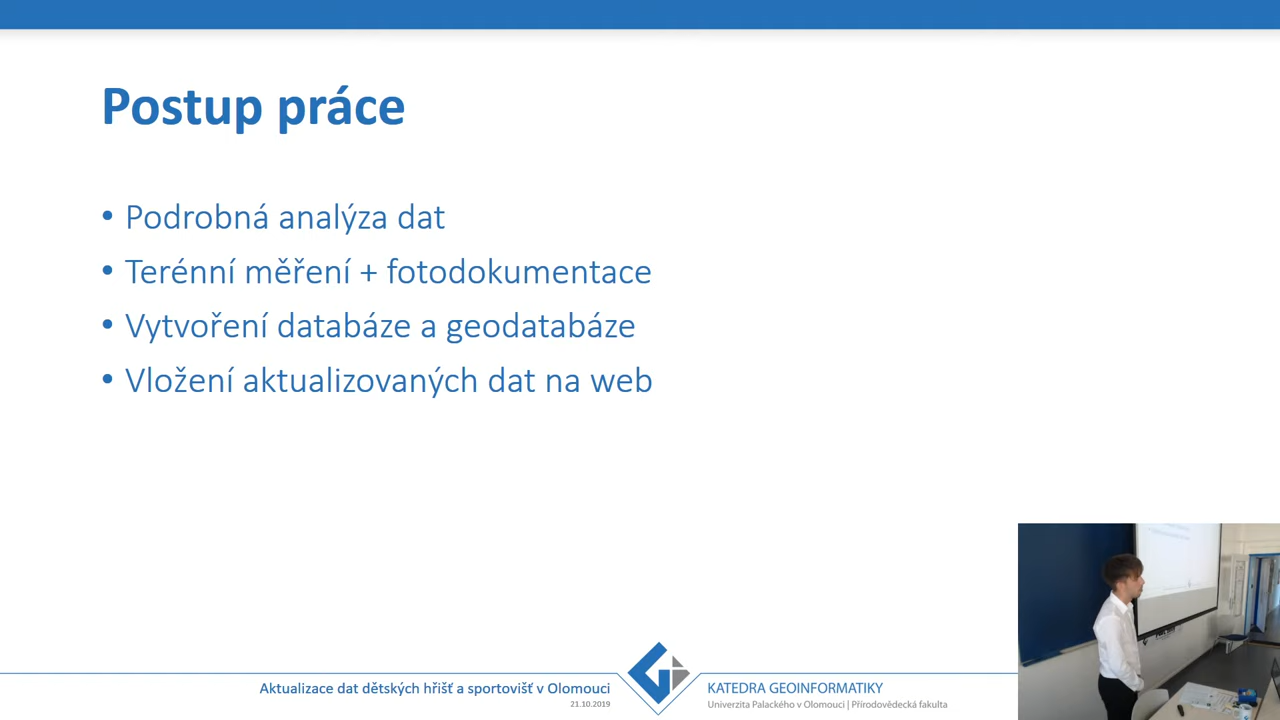 Postup práce
• Podrobná analýza dat
• Terénní měření + fotodokumentace
• Vytvoření databáze a geodatabáze
• Vložení aktualizovaných dat na web
Aktualizace dat dětských hřišť a sportovišť v Olomouci
21.10.2019
KATEDRA GEOINFORMATIKY
Univerzita Palackého v Olomouci | Přírodovědecká fakulta